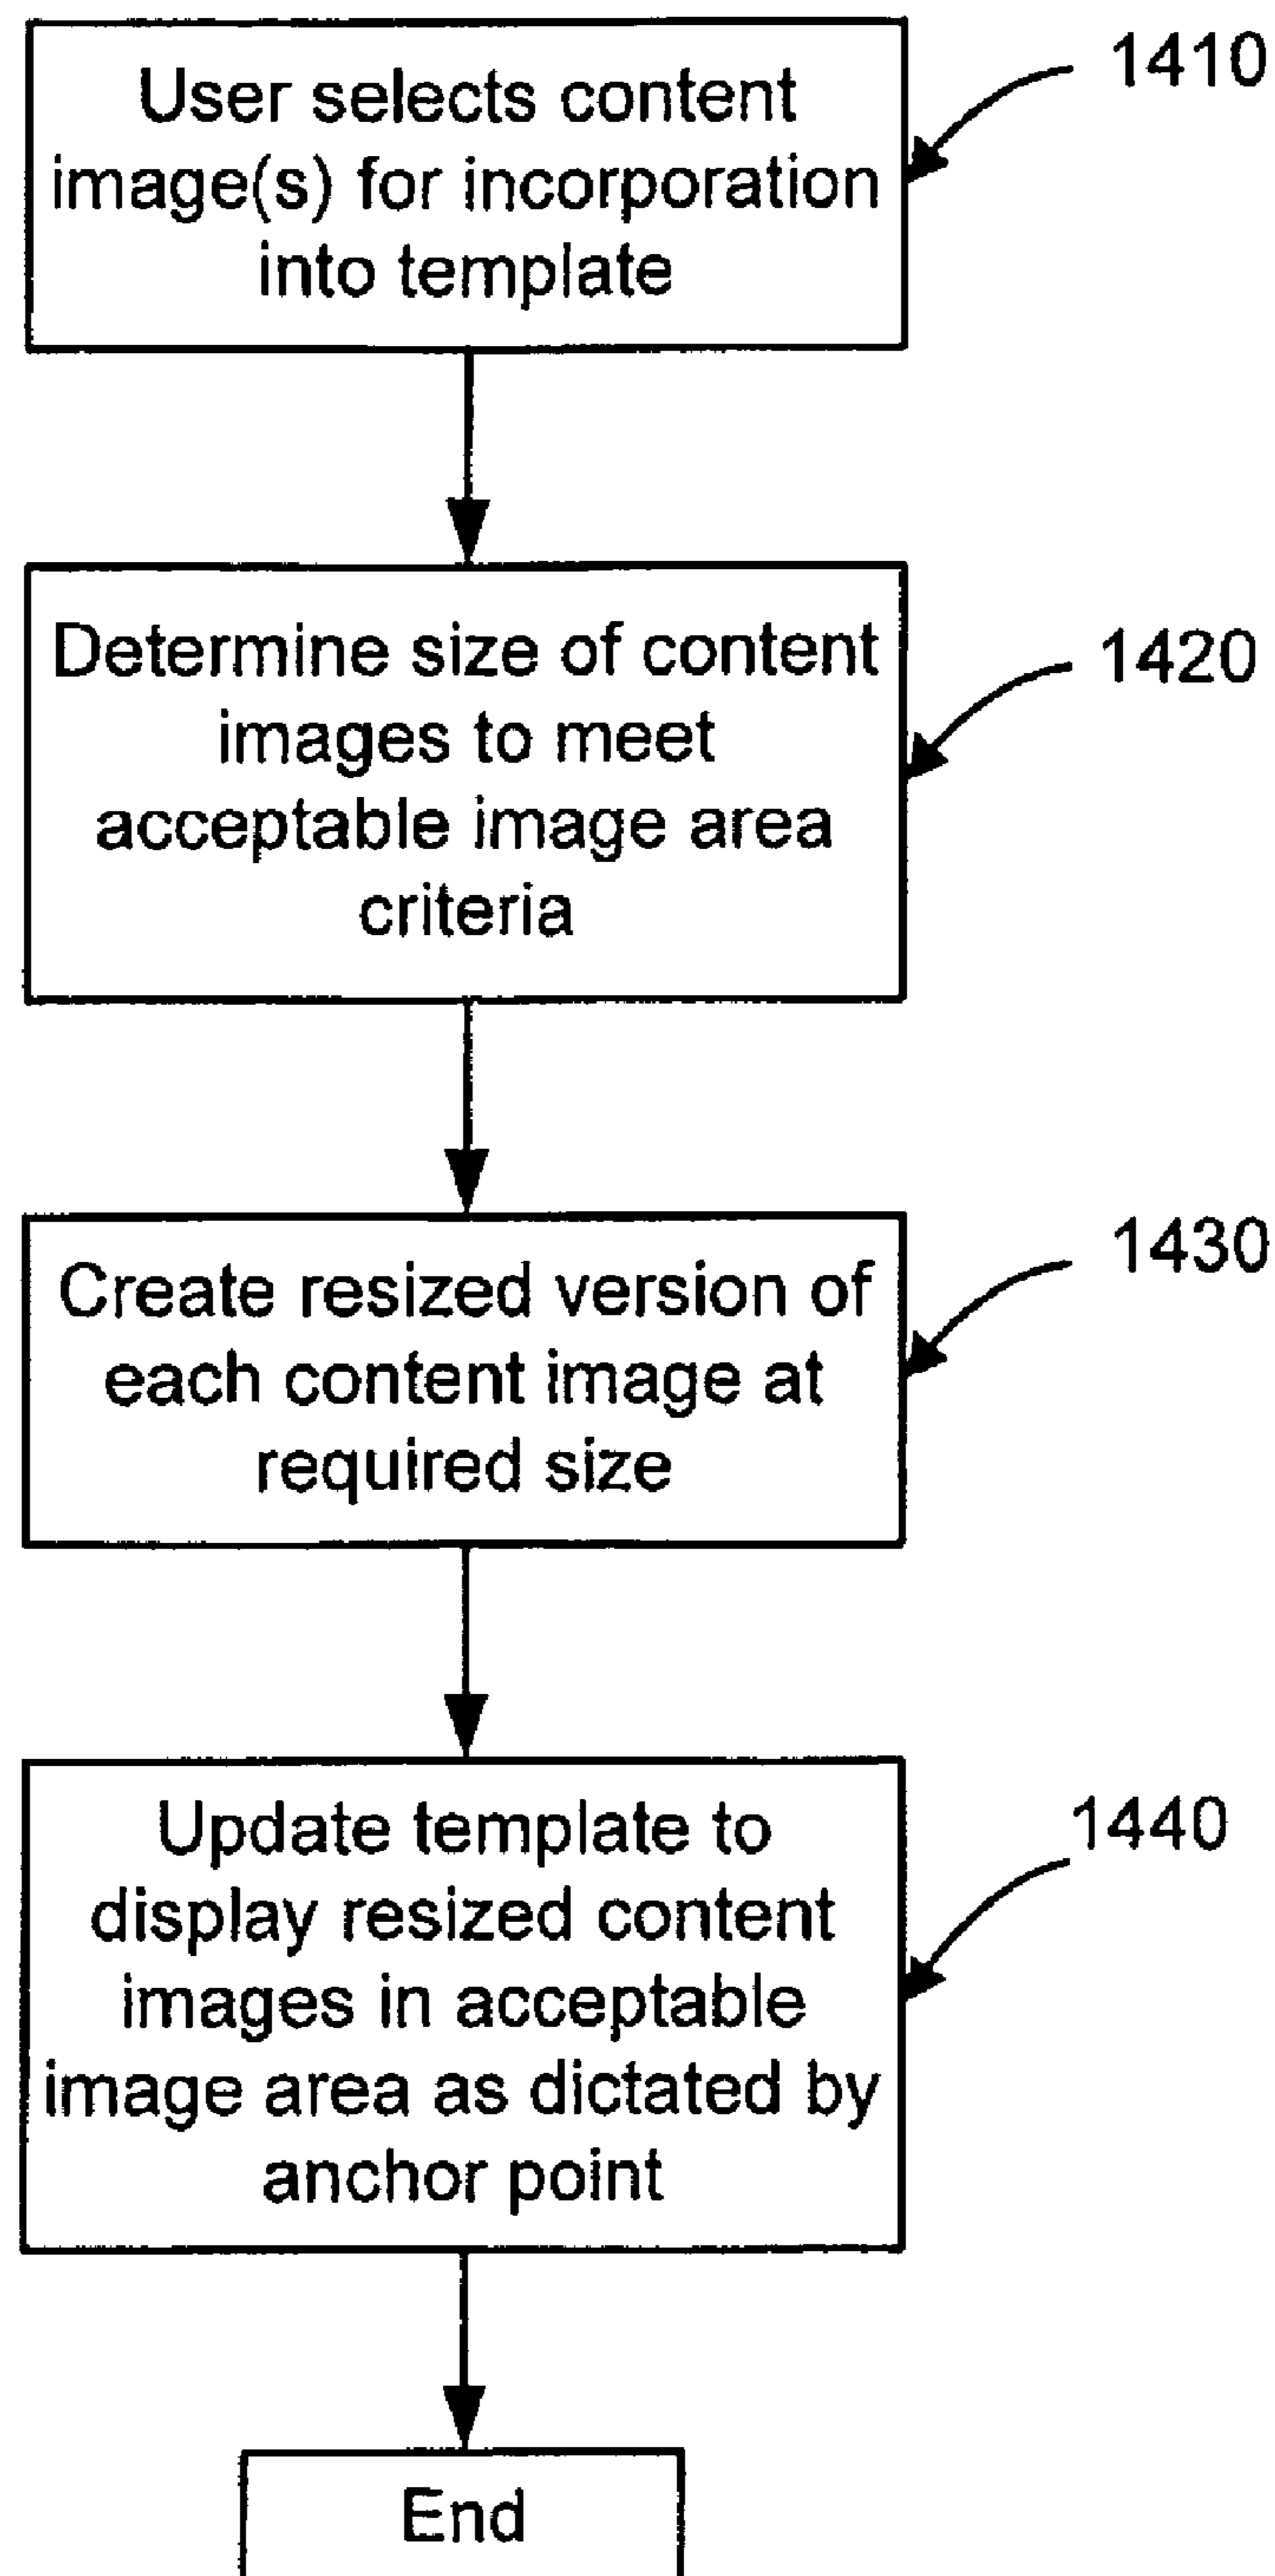 User selects content
image(s) for incorporation
into template
1410
Determine size of content
images to meet
acceptable image area
criteria
1420
Create resized version of
each content image at
required size
1430
Update template to
display resized content
images in acceptable
image area as dictated by
anchor point
1440
End